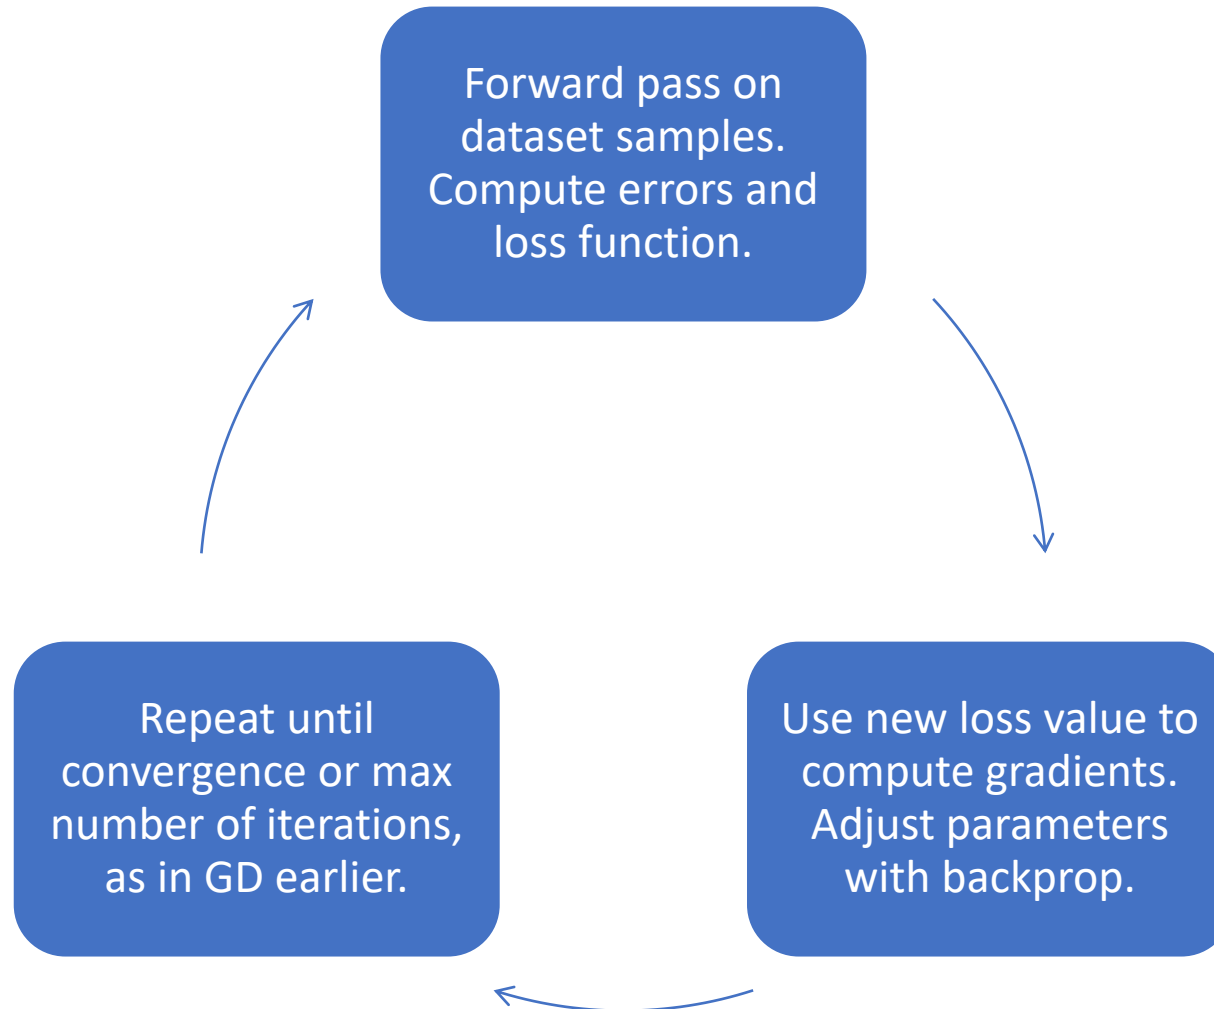 Forward pass on
dataset samples.
Compute errors and
loss function.
Use new loss value to
compute gradients.
Adjust parameters
with backprop.
Repeat until
convergence or max
number of iterations,
as in GD earlier.